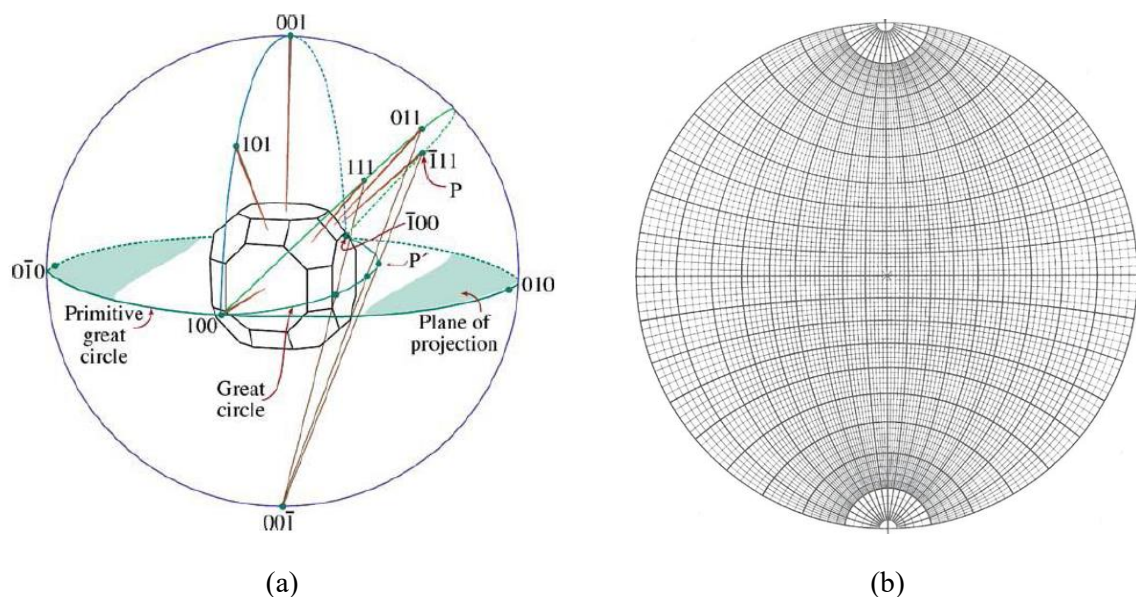 001
101
011
111
1̅11
P
1̅00
P′
01̅0
010
100
Primitive
great
circle
Great
circle
Plane of
projection
001̅
(a)
(b)